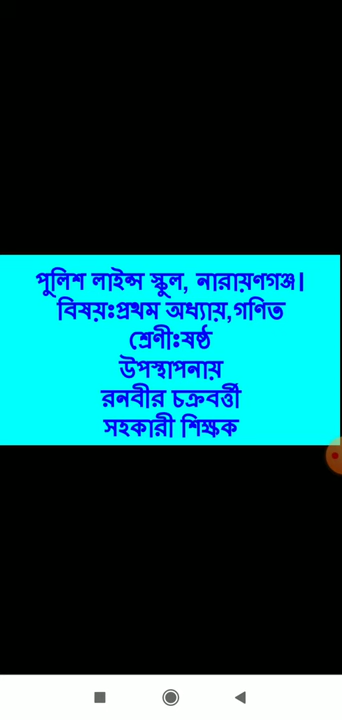 পুলিশ লাইন্স স্কুল, নারায়ণগঞ্জ।
বিষয়ঃপ্রথম অধ্যায়,গণিত
শ্রেণীঃষষ্ঠ
উপস্থাপনায়
রনবীর চক্রবর্ত্তী
সহকারী শিক্ষক